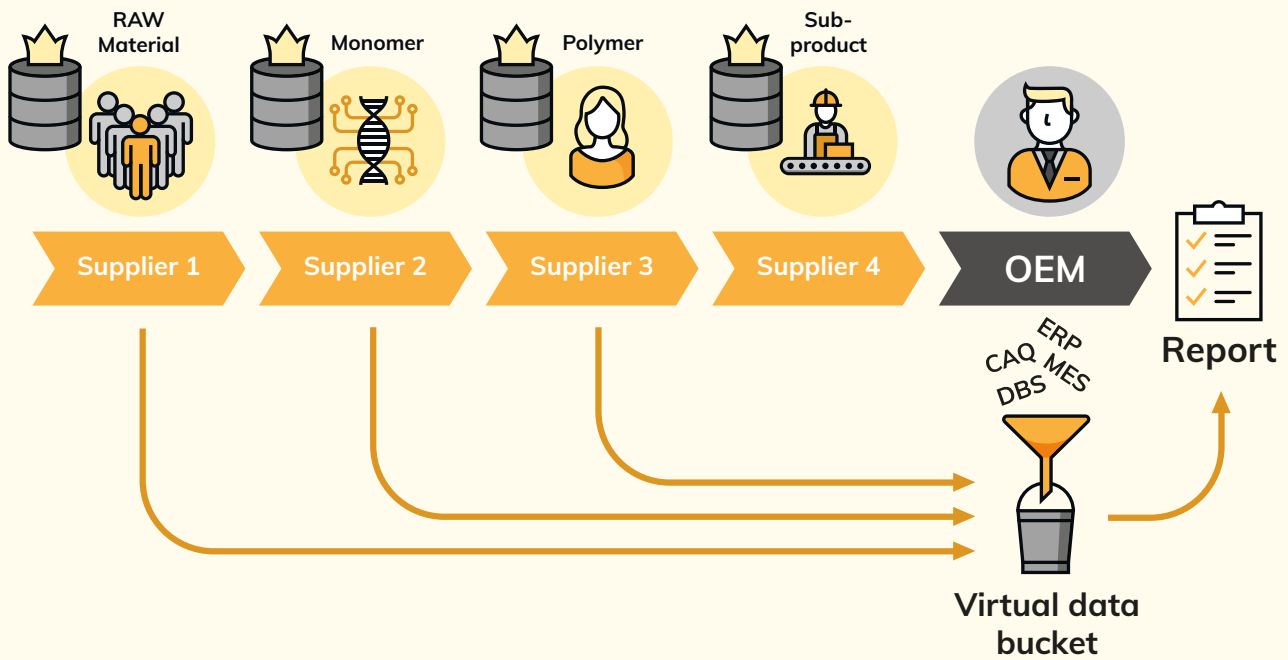 RAW
Material
Monomer
Polymer
Sub-
product
Supplier 1
Supplier 2
Supplier 3
Supplier 4
OEM
ERP
CAQ
MES
DBS
Report
Virtual data
bucket